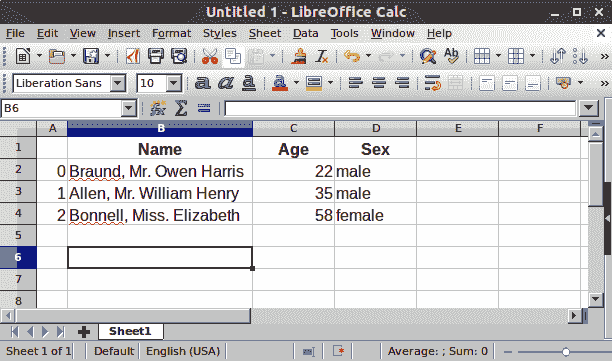 Untitled 1 - LibreOffice Calc
File Edit View Insert Format Styles Sheet Data Tools Window Help
Liberation Sans 10 a a a a
B6
A B C D E F
1 Name Age Sex
2 0 Braund, Mr. Owen Harris 22 male
3 1 Allen, Mr. William Henry 35 male
4 2 Bonnell, Miss. Elizabeth 58 female
5
6
7
8
Sheet1
Sheet 1 of 1 Default English (USA) Average: ; Sum: 0